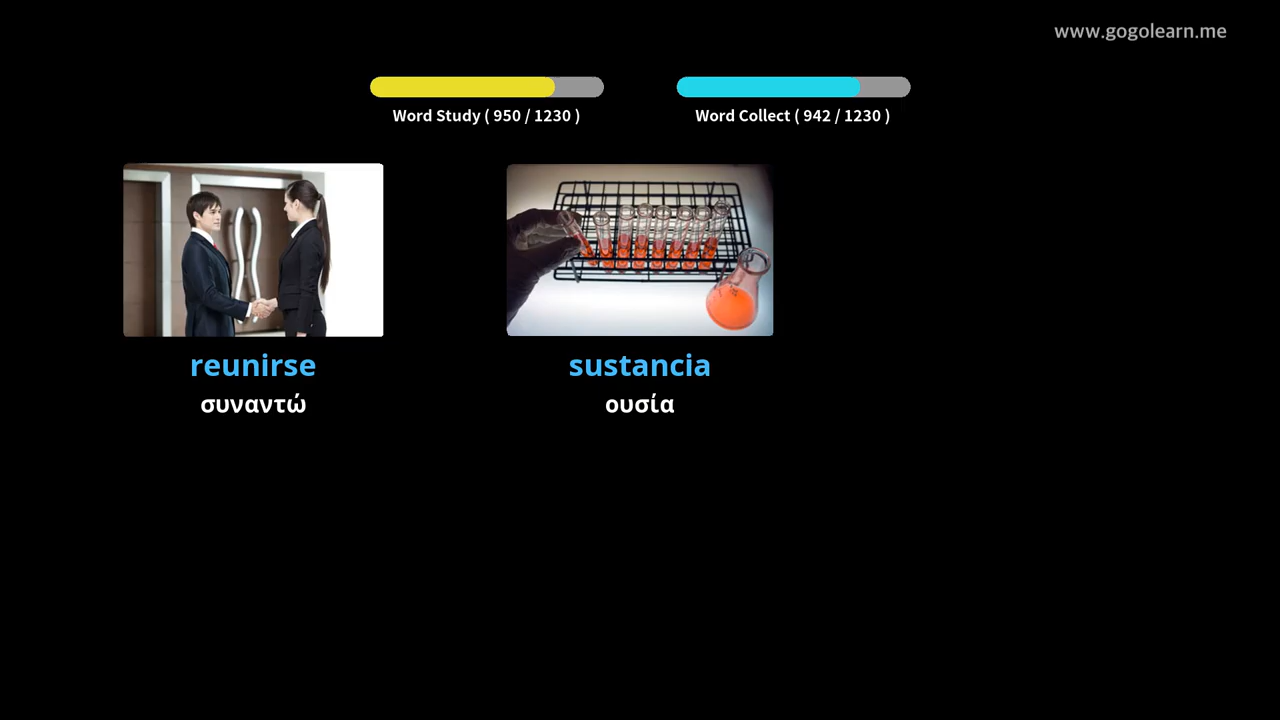 www.gogolearn.me
Word Study ( 950 / 1230 )
Word Collect ( 942 / 1230 )
reunirse
συναντώ
sustancia
ουσία